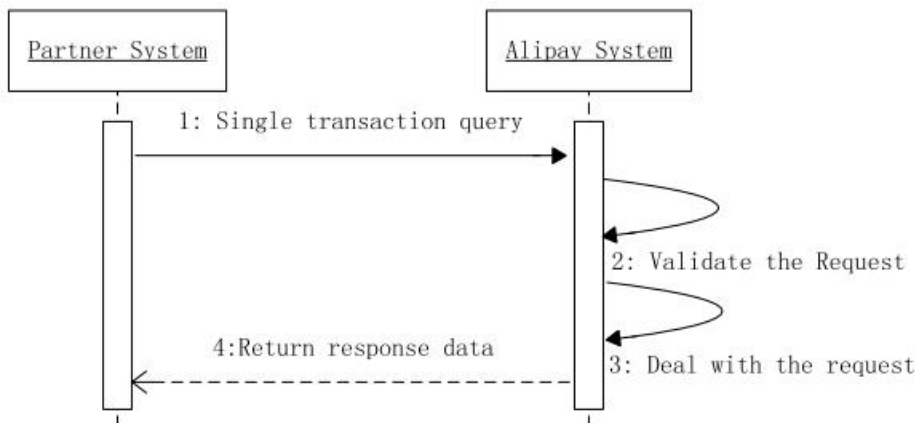 Partner System
Alipay System
1: Single transaction query
2: Validate the Request
4:Return response data
3: Deal with the request